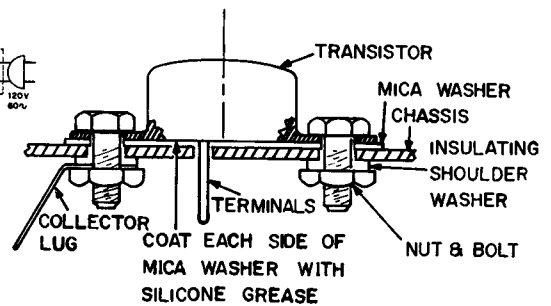 TRANSISTOR
MICA WASHER
CHASSIS
120V
60∿
INSULATING
SHOULDER
WASHER
COLLECTOR
LUG
TERMINALS
NUT & BOLT
COAT EACH SIDE OF
MICA WASHER WITH
SILICONE GREASE